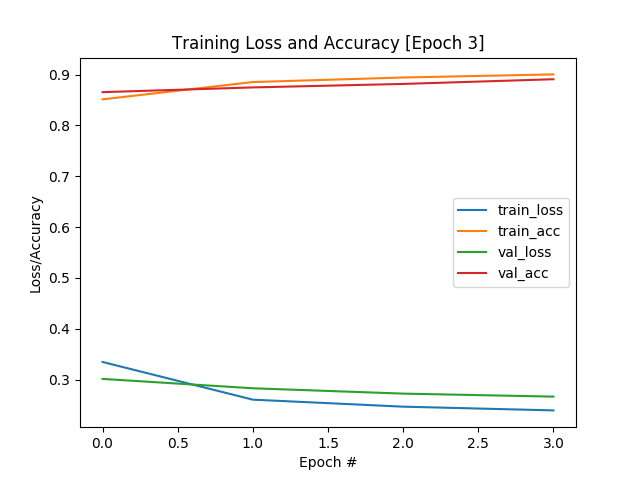 Training Loss and Accuracy [Epoch 3]
0.9
0.8
0.7
0.6
0.5
0.4
0.3
Loss/Accuracy
train_loss
train_acc
val_loss
val_acc
0.0 0.5 1.0 1.5 2.0 2.5 3.0
Epoch #